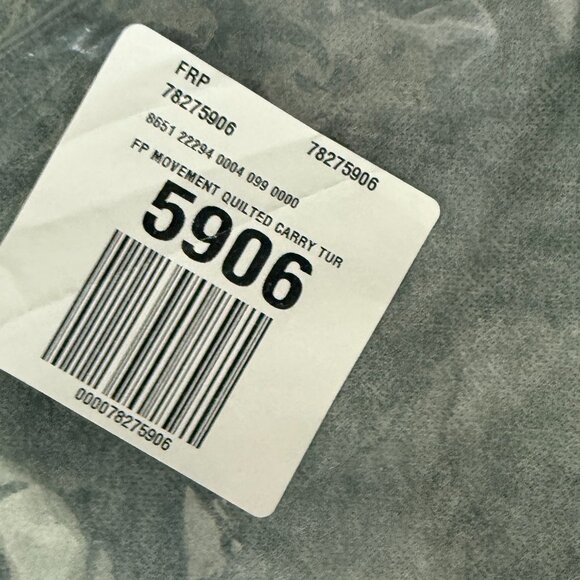 FRP
78275906 78275906
8651 22294 0004 099 0000
FP MOVEMENT QUILTED CARRY TUR
5906
000078275906